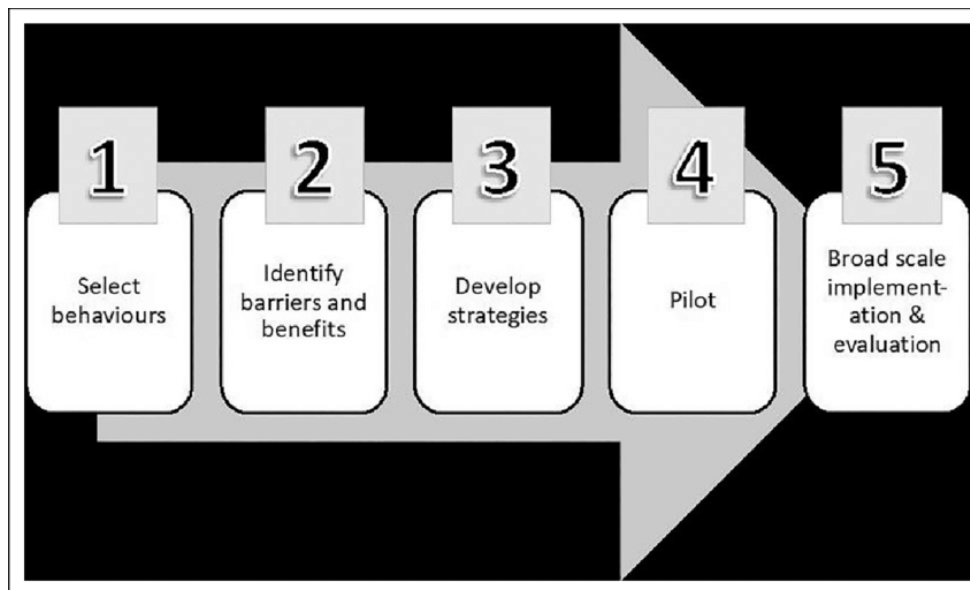 1
Select
behaviours
2
Identify
barriers and
benefits
3
Develop
strategies
4
Pilot
5
Broad scale
implement-
ation &
evaluation